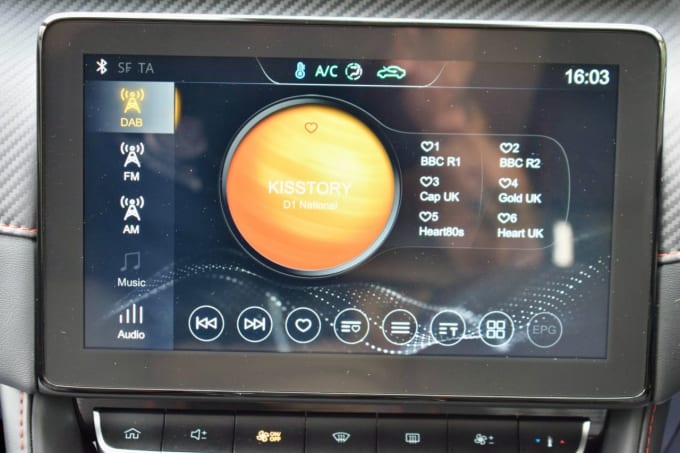 SF TA A/C 16:03
DAB
FM
AM
Music
Audio
KISSTORY
D1 National
1 2
BBC R1 BBC R2
3 4
Cap UK Gold UK
5 6
Heart80s Heart UK
EPG
ON/
OFF